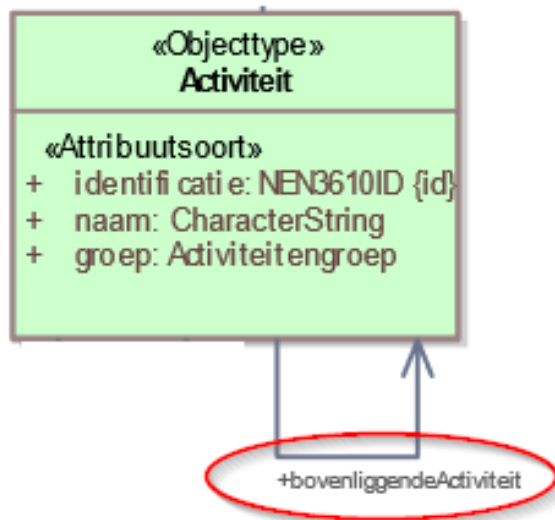 «Objecttype»
Activiteit
«Attribuutsoort»
+ identificatie: NEN3610ID {id}
+ naam: CharacterString
+ groep: Activiteitengroep
+bovenliggendeActiviteit